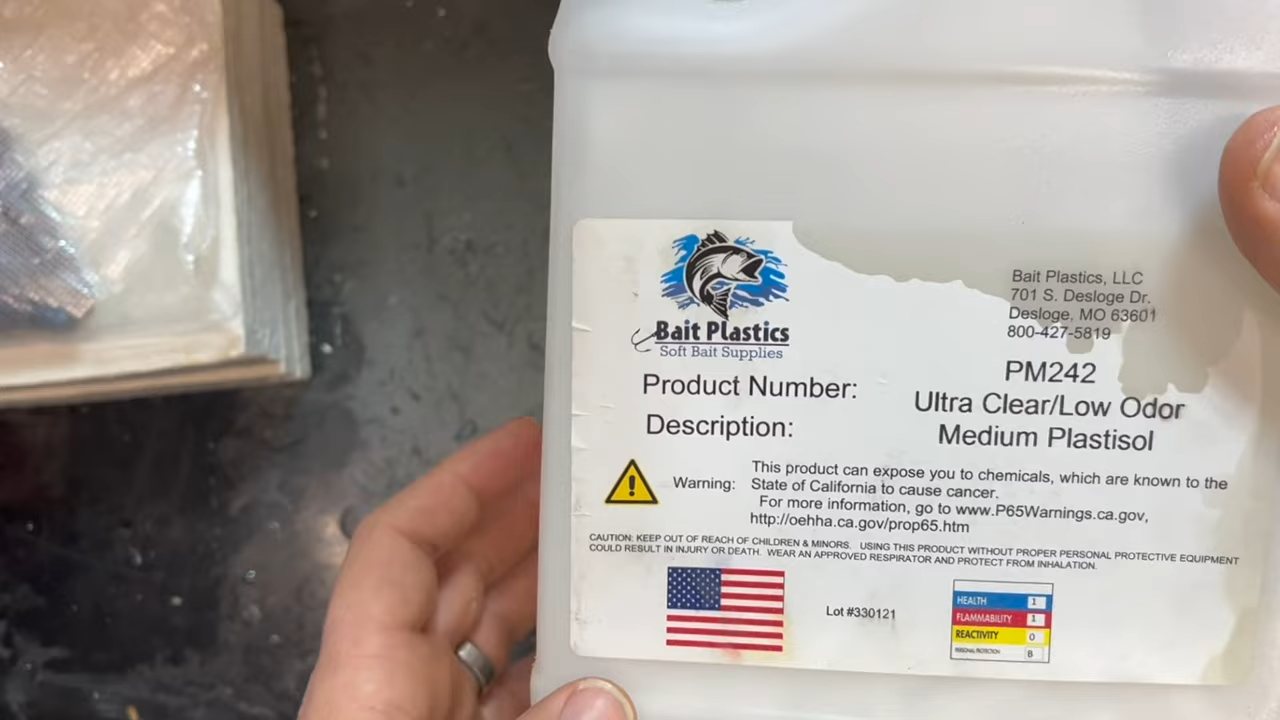 Bait Plastics
Soft Bait Supplies
Bait Plastics, LLC
701 S. Desloge Dr.
Desloge, MO 63601
800-427-5819
Product Number: PM242
Description: Ultra Clear/Low Odor
Medium Plastisol
Warning: This product can expose you to chemicals, which are known to the
State of California to cause cancer.
For more information, go to www.P65Warnings.ca.gov,
http://oehha.ca.gov/prop65.htm
CAUTION: KEEP OUT OF REACH OF CHILDREN & MINORS. USING THIS PRODUCT WITHOUT PROPER PERSONAL PROTECTIVE EQUIPMENT
COULD RESULT IN INJURY OR DEATH. WEAR AN APPROVED RESPIRATOR AND PROTECT FROM INHALATION.
Lot #330121
HEALTH 1
FLAMMABILITY 1
REACTIVITY 0
PERSONAL PROTECTION B